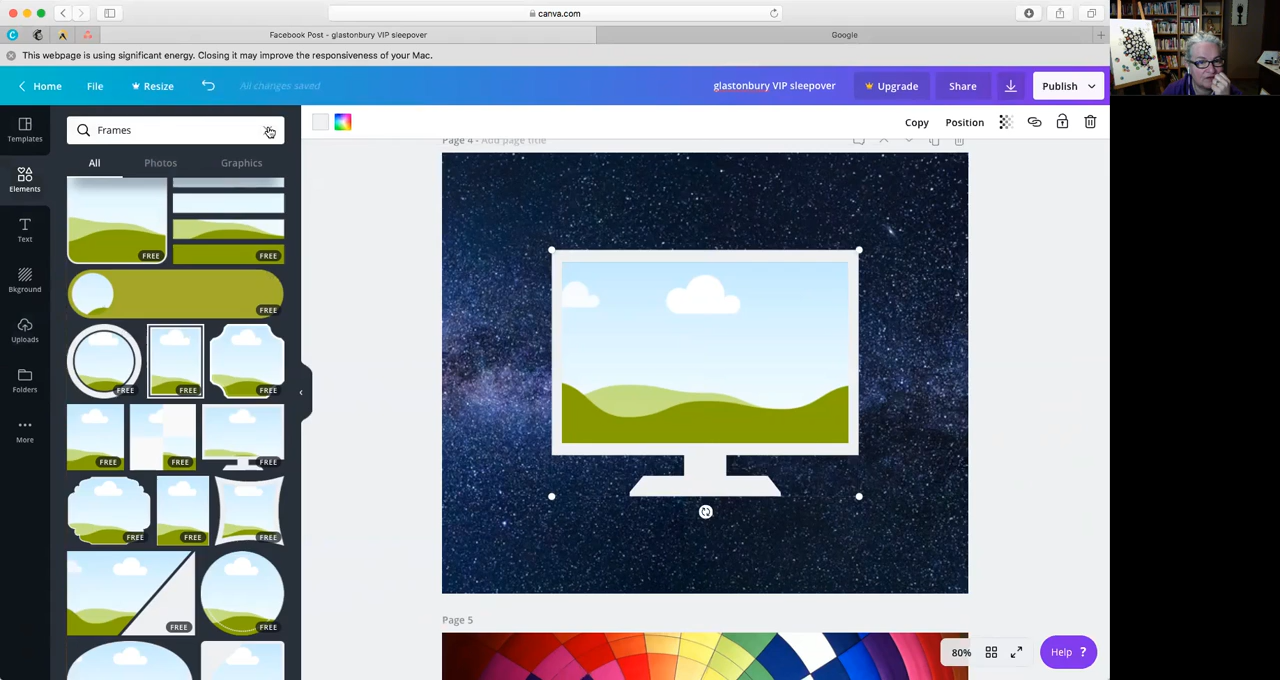 canva.com
Facebook Post - glastonbury VIP sleepover
Google
This webpage is using significant energy. Closing it may improve the responsiveness of your Mac.
Home
File
Resize
All changes saved
glastonbury VIP sleepover
Upgrade
Share
Publish
Templates
Frames
Copy
Position
Page 4 - Add page title
All
Photos
Graphics
Elements
Text
Bkground
Uploads
Folders
More
FREE
FREE
FREE
FREE
FREE
FREE
FREE
FREE
FREE
FREE
FREE
FREE
FREE
FREE
Page 5
80%
Help ?